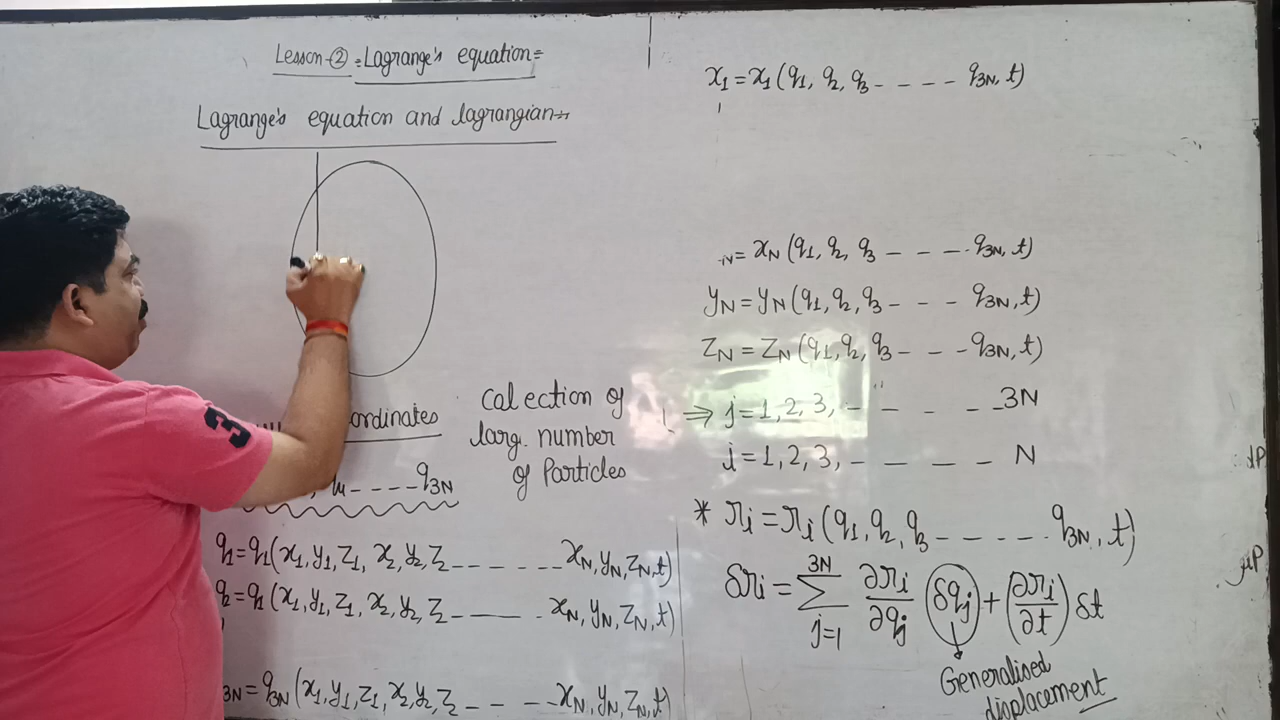 Lesson-② :- Lagrange's equation :-
Lagrange's equation and lagrangian :-
ordinates
q3N
calection of
larg. number
of Particles
q1=q1(x1,y1,z1, x2,y2,z2 ------ xN,yN,zN,t)
q2=q2(x1,y1,z1, x2,y2,z2 ------ xN,yN,zN,t)
3N=q3N(x1,y1,z1,x2,y2,z2 - - - - xN,yN,zN,t)
x1=x1(q1, q2, q3 - - - - - q3N, t)
N=xN(q1, q2, q3 - - - - q3N, t)
yN=yN(q1,q2,q3 - - - q3N,t)
zN=zN(q1,q2,q3 - - - q3N,t)
⇒ j=1,2,3, - - - - - 3N
i=1,2,3, - - - - N
* ri=ri(q1,q2,q3 - - - - - q3N,t)
δri = 3N∑j=1 ∂ri/∂qj (δqj)+(∂ri/∂t)δt
Generalised
displacement
3